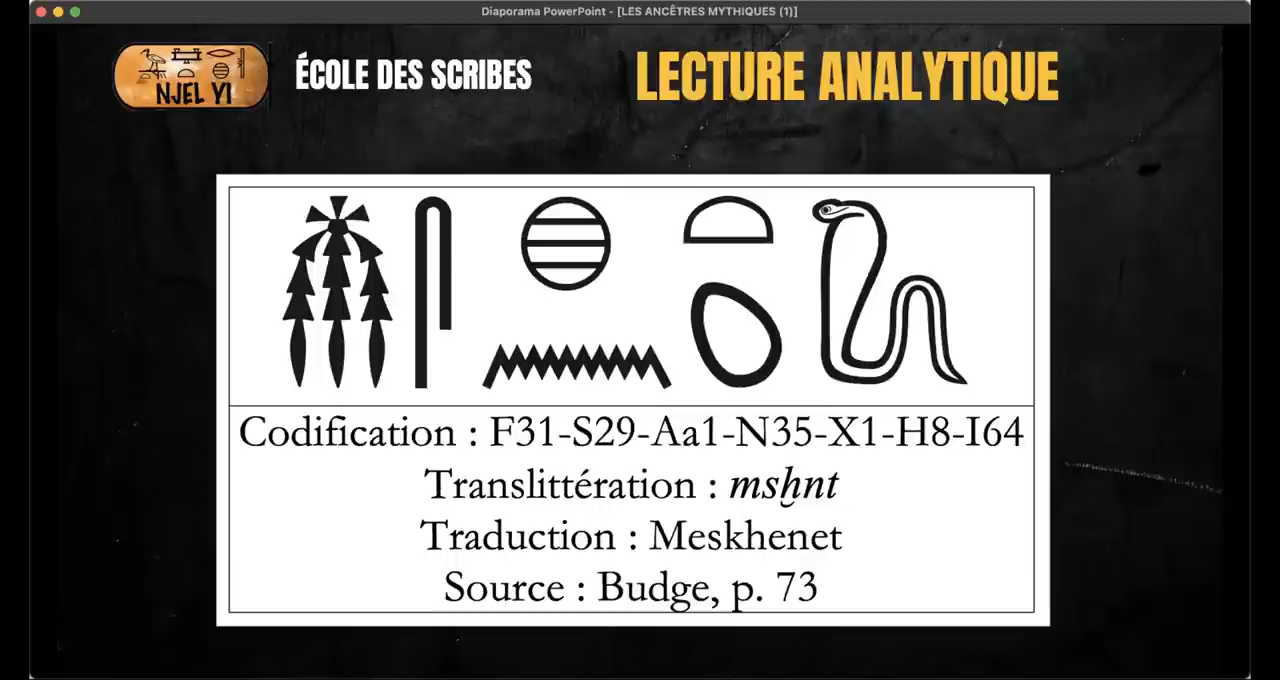 Diaporama PowerPoint - [LES ANCÊTRES MYTHIQUES (1)]
NJEL YI
ÉCOLE DES SCRIBES
LECTURE ANALYTIQUE
𓄟𓋴𓐍𓈖𓏏𓆇𓆗
Codification : F31-S29-Aa1-N35-X1-H8-I64
Translittération : msḫnt
Traduction : Meskhenet
Source : Budge, p. 73